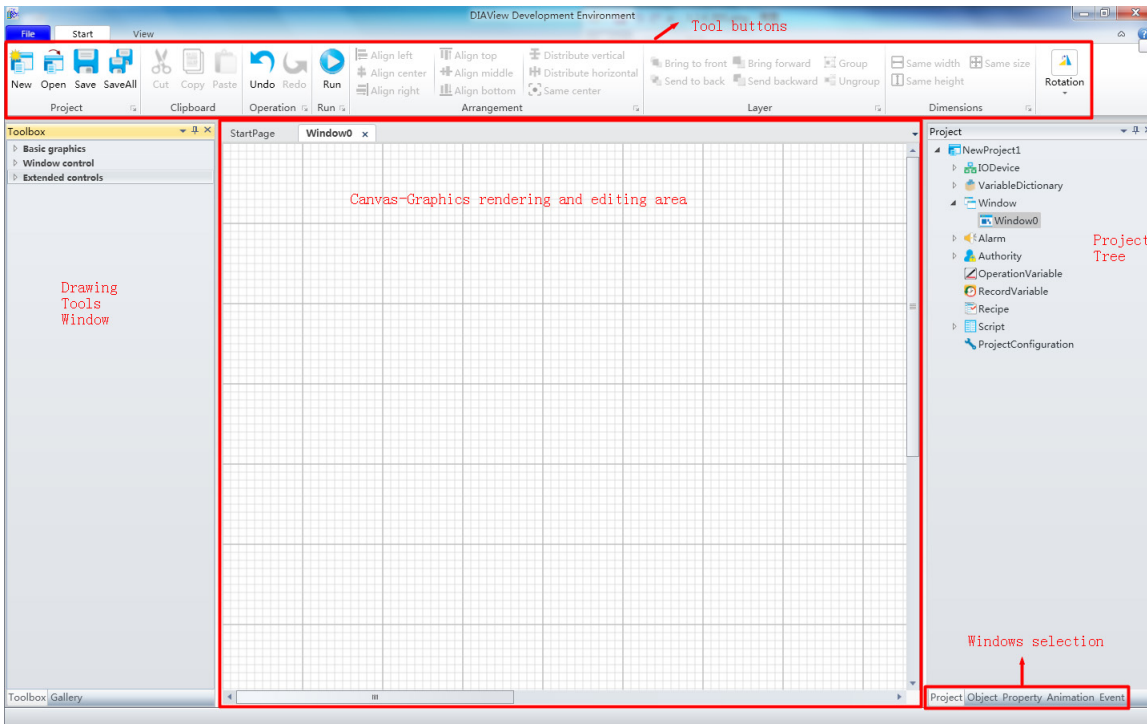 DIAView Development Environment
File Start View
Tool buttons
New Open Save SaveAll Cut Copy Paste Undo Redo Run
Align left Align top Distribute vertical
Align center Align middle Distribute horizontal
Align right Align bottom Same center
Bring to front Bring forward Group
Send to back Send backward Ungroup
Same width Same size
Same height
Rotation
Project Clipboard Operation Run Arrangement Layer Dimensions
Toolbox
Basic graphics
Window control
Extended controls
Drawing
Tools
Window
Toolbox Gallery
StartPage Window0 x
Canvas-Graphics rendering and editing area
Project
NewProject1
IODevice
VariableDictionary
Window
Window0
Alarm
Authority
OperationVariable
RecordVariable
Recipe
Script
ProjectConfiguration
Project
Tree
Windows selection
Project Object Property Animation Event